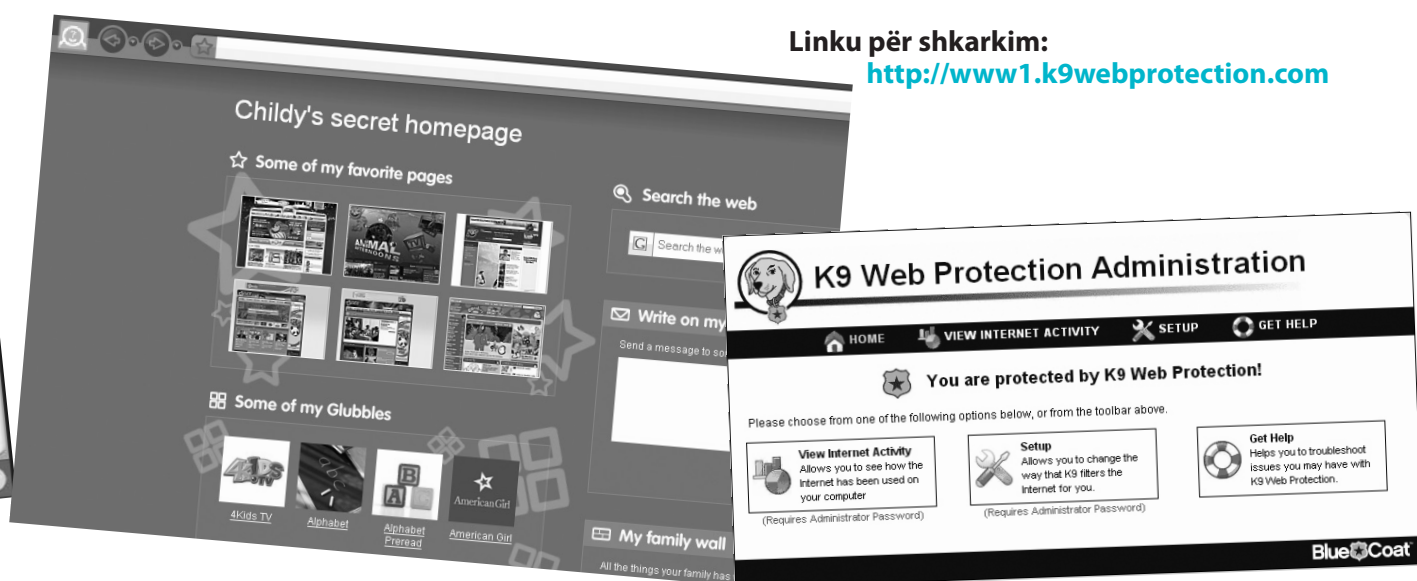 Linku për shkarkim:
http://www1.k9webprotection.com
Childy's secret homepage
Some of my favorite pages
Search the web
G Search the w
Write on my
Send a message to so
Some of my Glubbles
4Kids TV
Alphabet
Alphabet
Preread
American Girl
American Girl
My family wall
All the things your family has
K9 Web Protection Administration
HOME VIEW INTERNET ACTIVITY SETUP GET HELP
You are protected by K9 Web Protection!
Please choose from one of the following options below, or from the toolbar above.
View Internet Activity
Allows you to see how the
Internet has been used on
your computer
(Requires Administrator Password)
Setup
Allows you to change the
way that K9 filters the
Internet for you.
(Requires Administrator Password)
Get Help
Helps you to troubleshoot
issues you may have with
K9 Web Protection.
Blue Coat